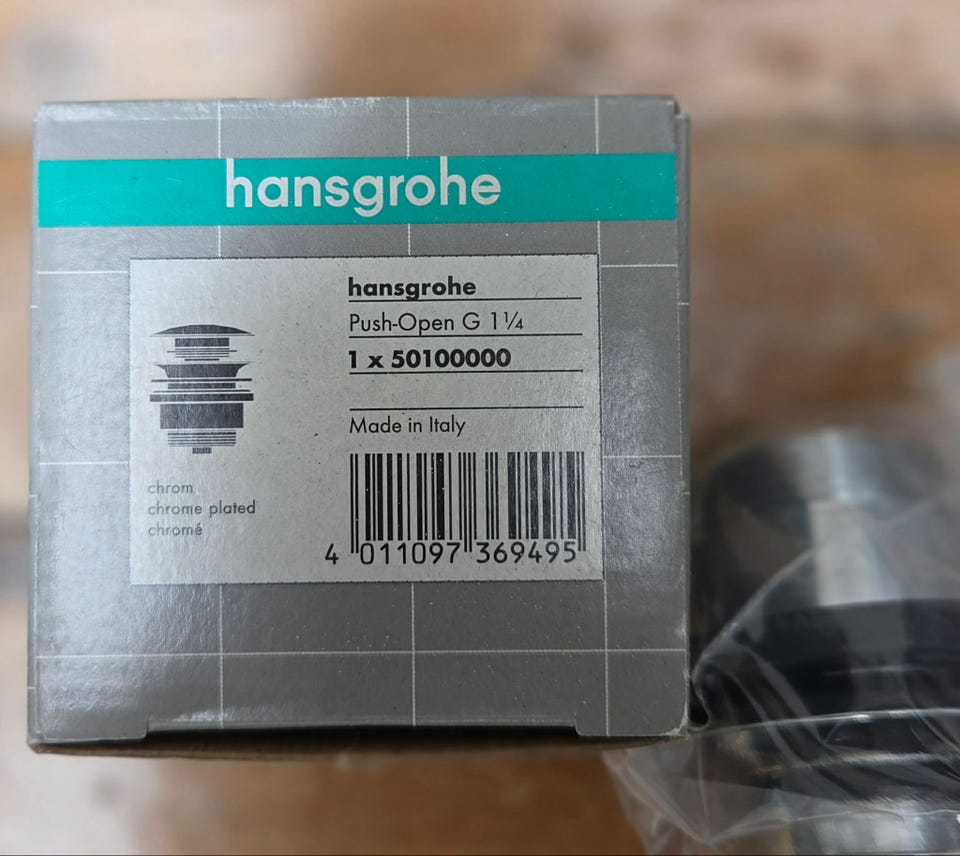 hansgrohe
hansgrohe
Push-Open G 1¼
1 x 50100000
Made in Italy
chrom
chrome plated
chromé
4 011097 369495